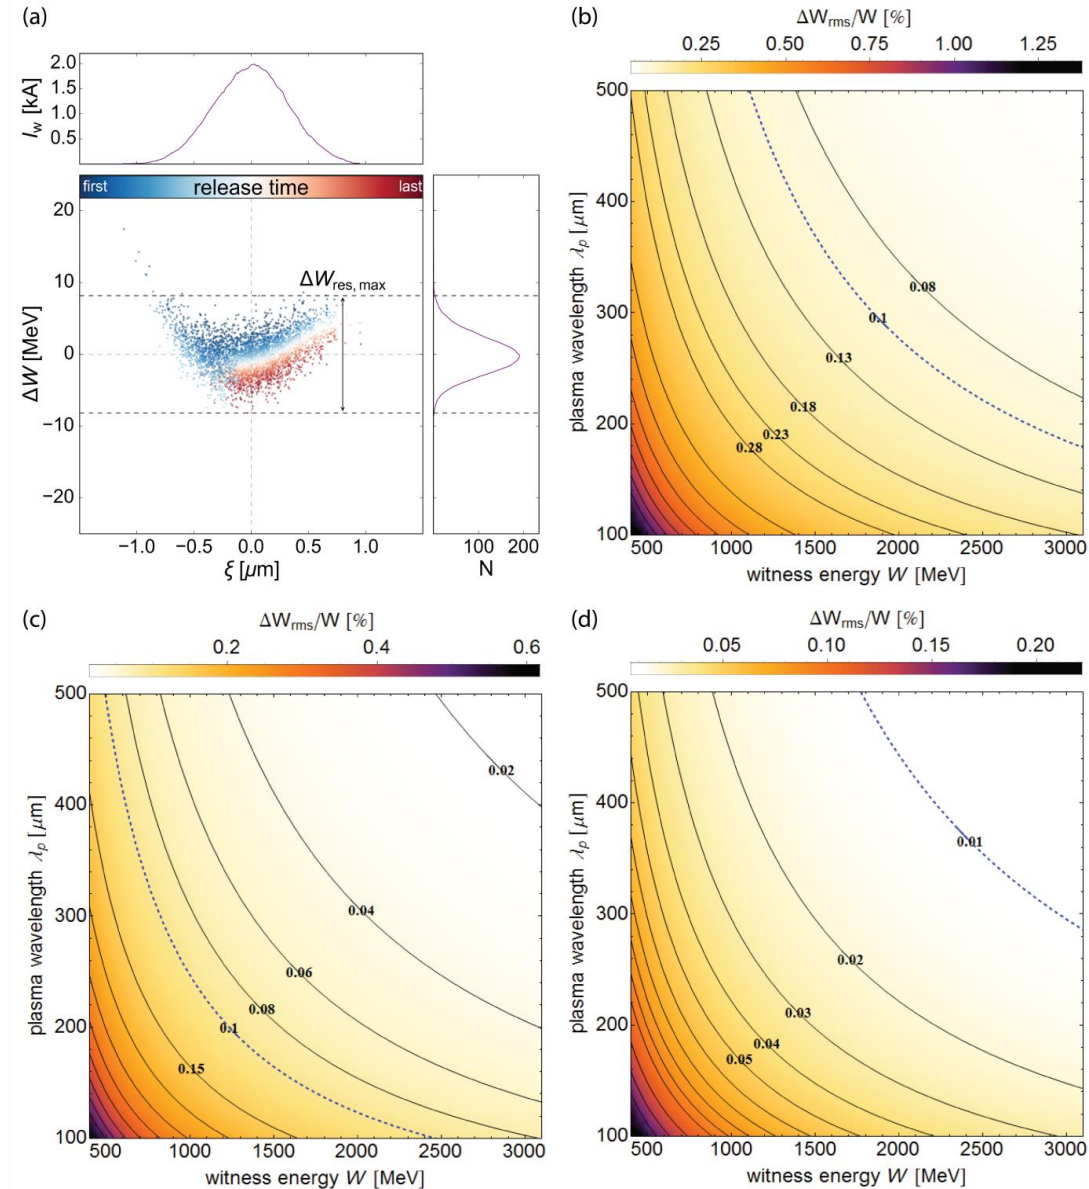 (a)
I_w [kA]
2.0
1.5
1.0
0.5
first release time last
ΔW [MeV]
20
10
0
−10
−20
ΔW_res, max
−1.0 −0.5 0.0 0.5 1.0
ξ [μm]
0 100 200
N
(b)
ΔW_rms/W [%]
0.25 0.50 0.75 1.00 1.25
plasma wavelength λ_p [μm]
500
400
300
200
100
0.08
0.1
0.13
0.18
0.23
0.28
500 1000 1500 2000 2500 3000
witness energy W [MeV]
(c)
ΔW_rms/W [%]
0.2 0.4 0.6
plasma wavelength λ_p [μm]
500
400
300
200
100
0.02
0.04
0.06
0.08
0.1
0.15
500 1000 1500 2000 2500 3000
witness energy W [MeV]
(d)
ΔW_rms/W [%]
0.05 0.10 0.15 0.20
plasma wavelength λ_p [μm]
500
400
300
200
100
0.01
0.02
0.03
0.04
0.05
500 1000 1500 2000 2500 3000
witness energy W [MeV]